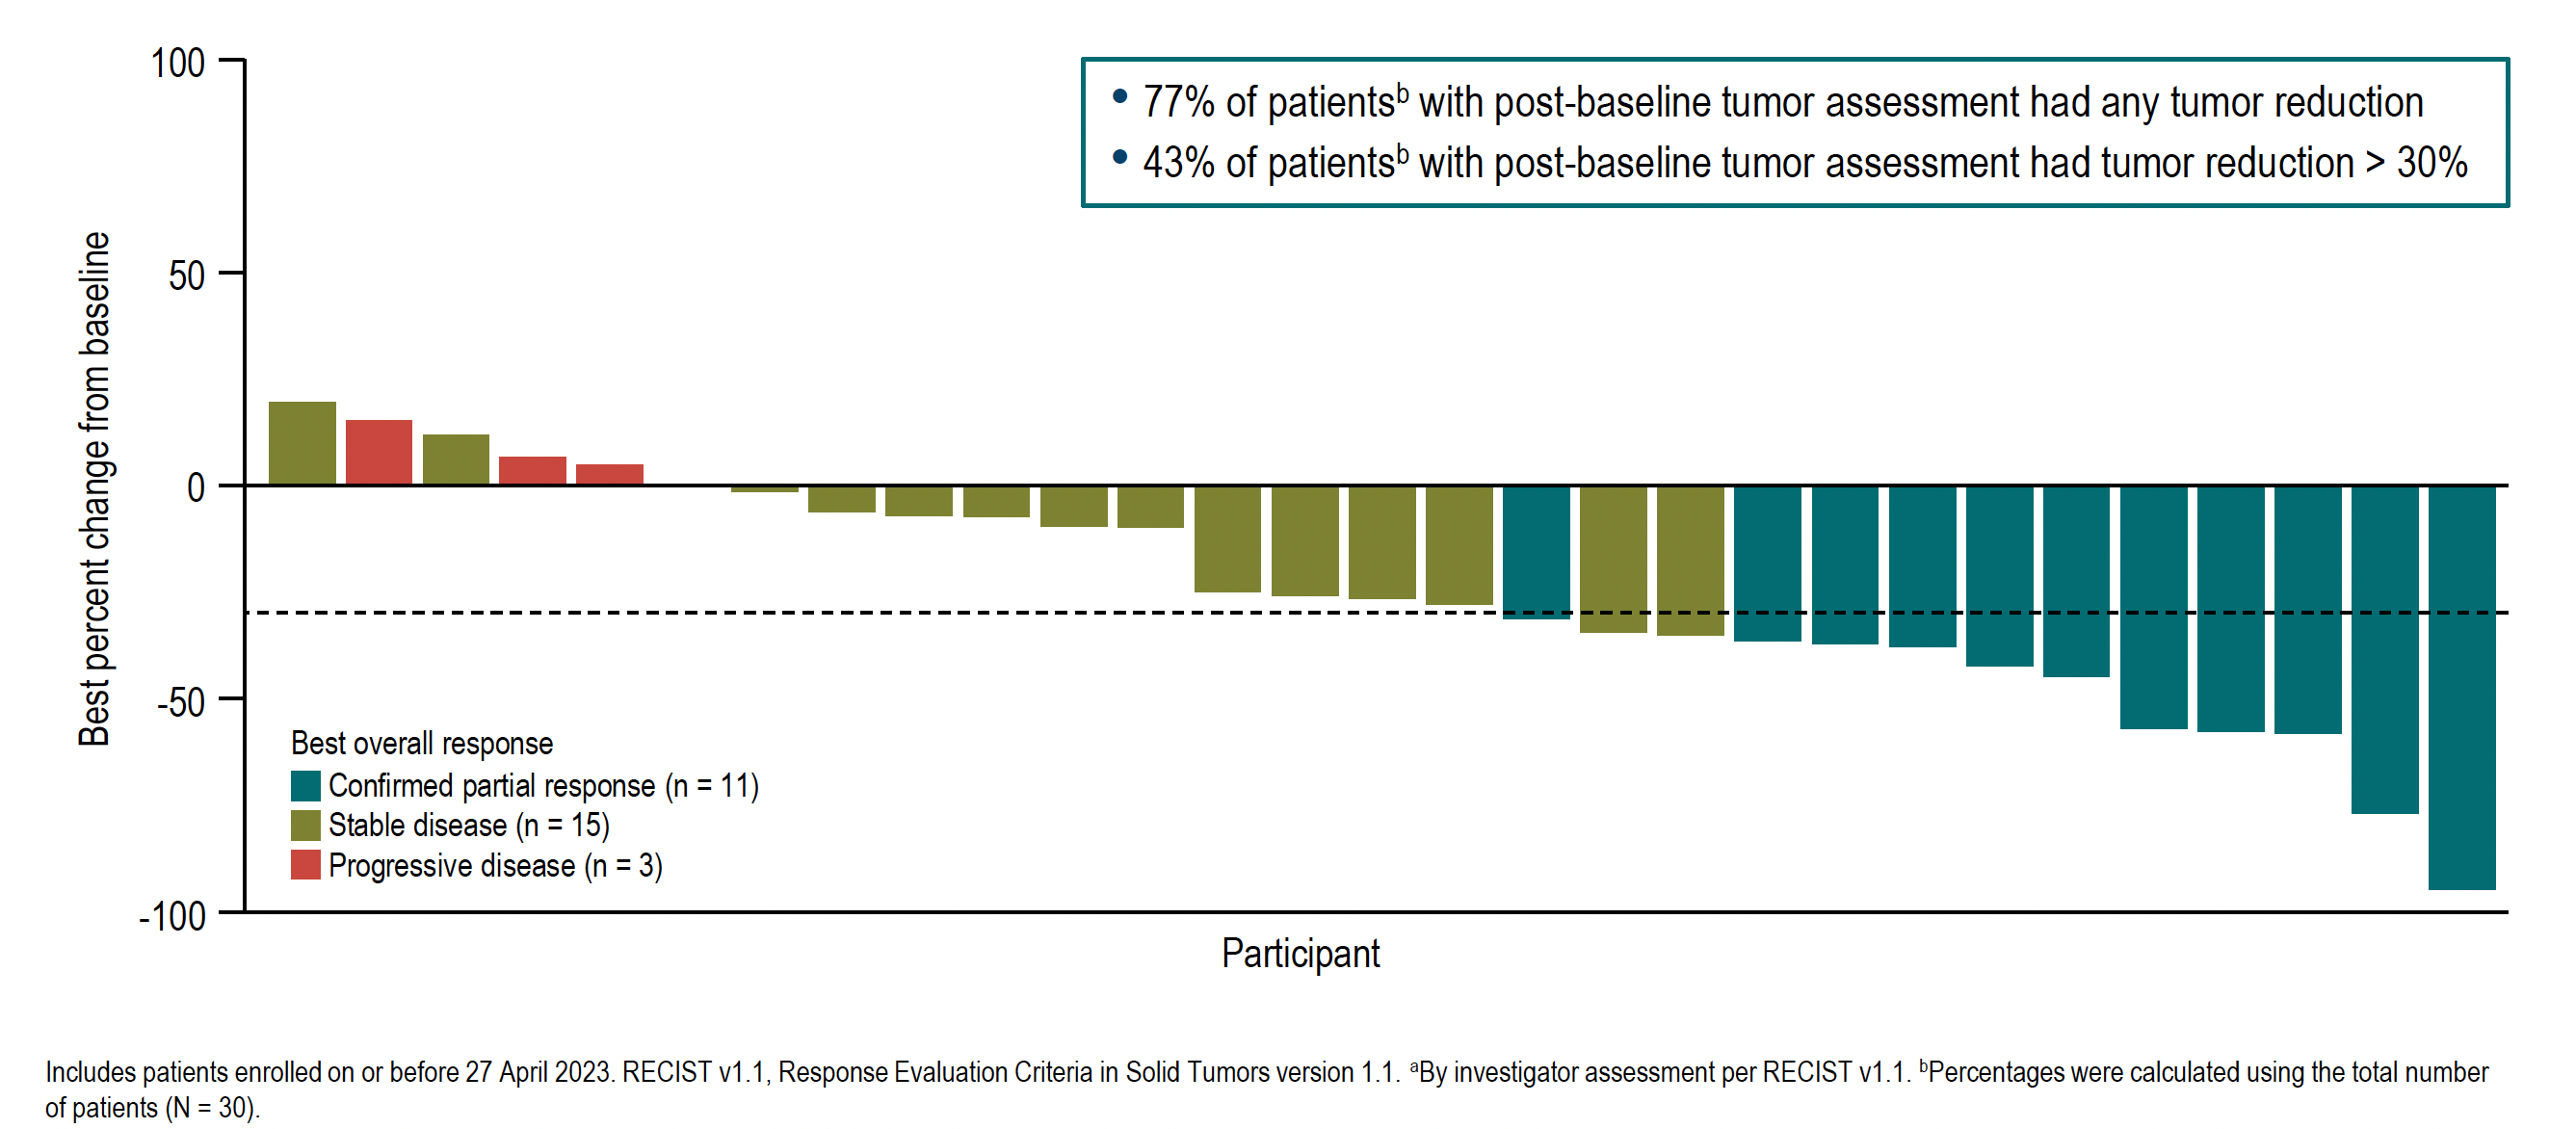 100
• 77% of patientsᵇ with post-baseline tumor assessment had any tumor reduction
• 43% of patientsᵇ with post-baseline tumor assessment had tumor reduction > 30%
50
Best percent change from baseline
0
-50
Best overall response
Confirmed partial response (n = 11)
Stable disease (n = 15)
Progressive disease (n = 3)
-100
Participant
Includes patients enrolled on or before 27 April 2023. RECIST v1.1, Response Evaluation Criteria in Solid Tumors version 1.1. ᵃBy investigator assessment per RECIST v1.1. ᵇPercentages were calculated using the total number
of patients (N = 30).